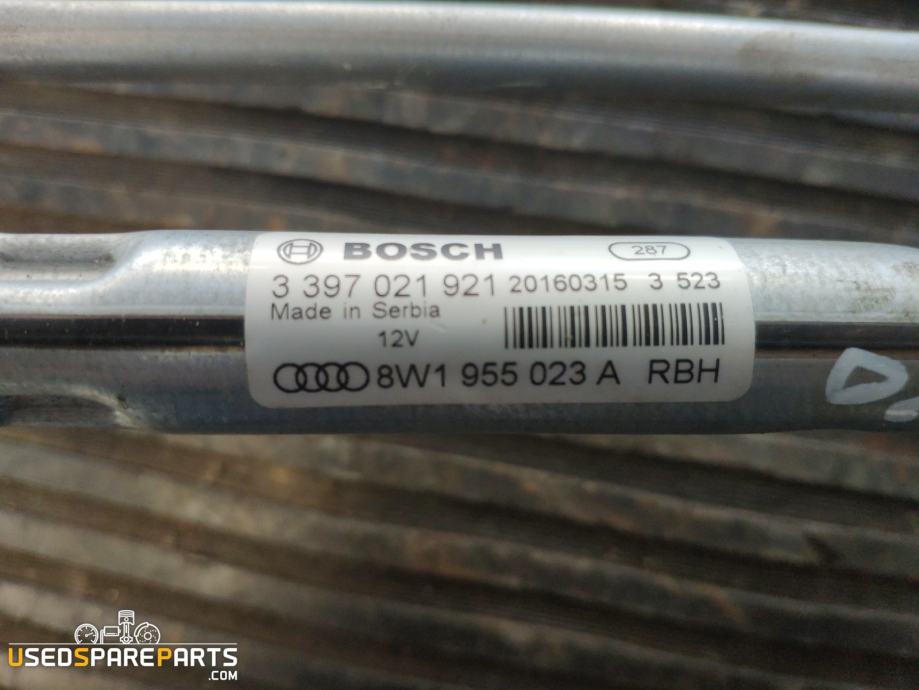 BOSCH 287
3 397 021 921 20160315 3 523
Made in Serbia
12V
8W1 955 023 A RBH
USEDSPAREPARTS
.COM